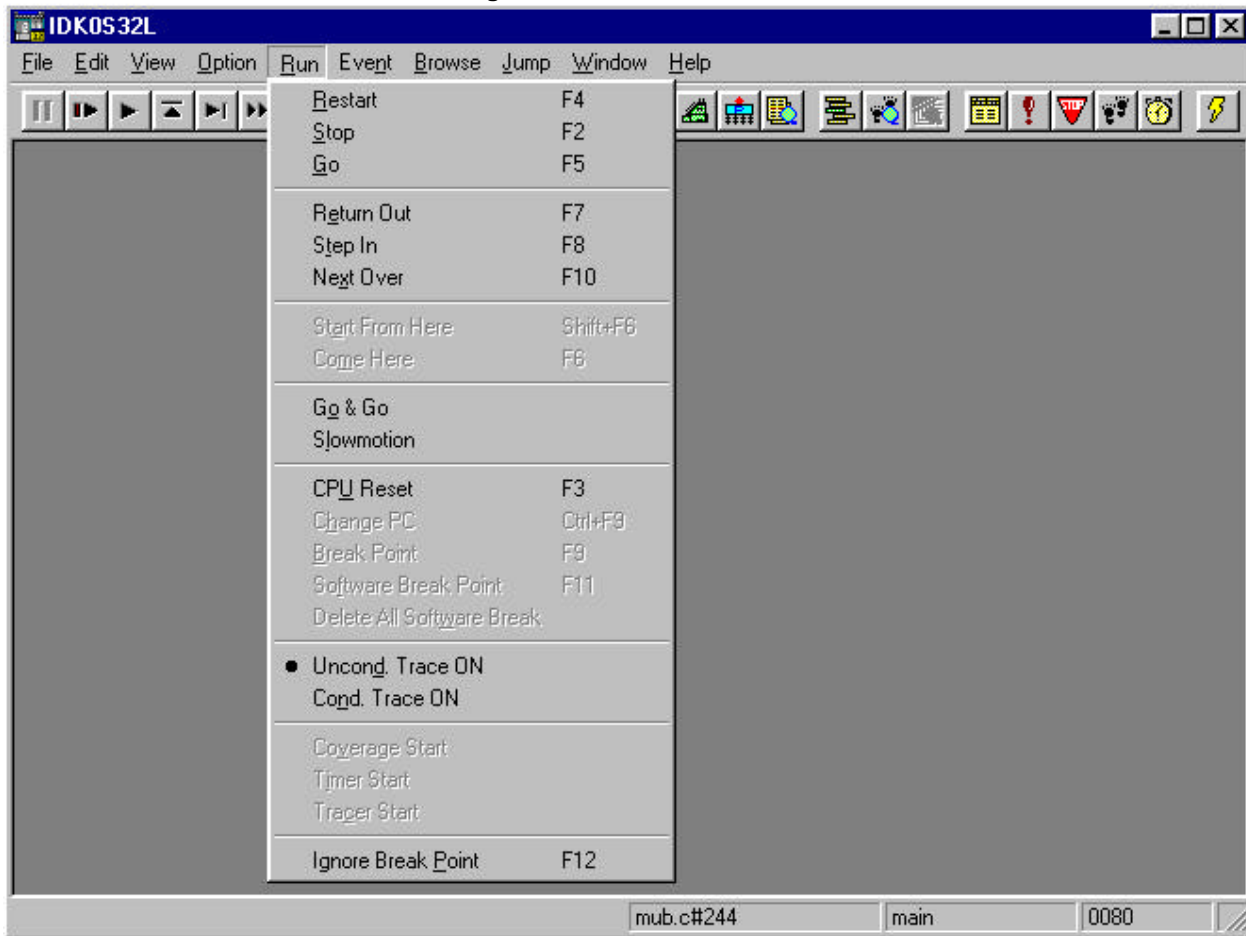 IDK0S32L
File Edit View Option Run Event Browse Jump Window Help
Restart F4
Stop F2
Go F5
Return Out F7
Step In F8
Next Over F10
Start From Here Shift+F6
Come Here F6
Go & Go
Slowmotion
CPU Reset F3
Change PC Ctrl+F9
Break Point F9
Software Break Point F11
Delete All Software Break
Uncond. Trace ON
Cond. Trace ON
Coverage Start
Timer Start
Tracer Start
Ignore Break Point F12
mub.c#244 main 0080